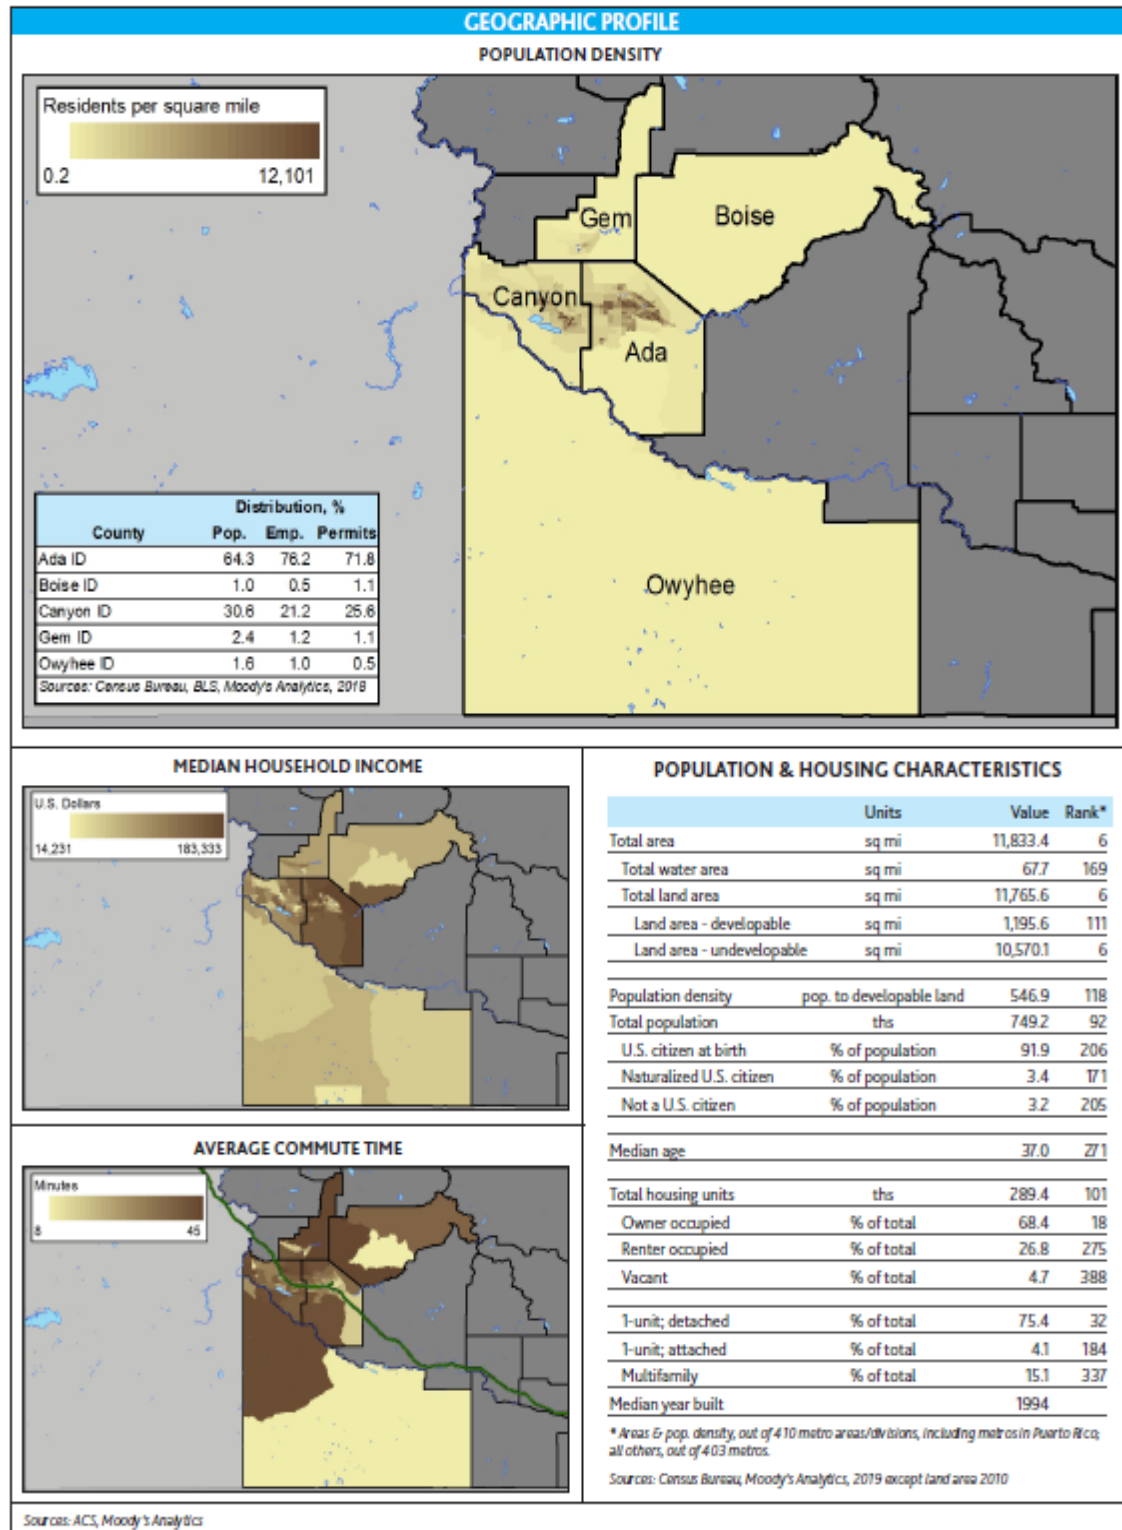 GEOGRAPHIC PROFILE
POPULATION DENSITY
Residents per square mile
0.2 12,101
Gem
Boise
Canyon
Ada
Owyhee
Distribution, %
County Pop. Emp. Permits
Ada ID 64.3 76.2 71.8
Boise ID 1.0 0.5 1.1
Canyon ID 30.6 21.2 25.6
Gem ID 2.4 1.2 1.1
Owyhee ID 1.6 1.0 0.5
Sources: Census Bureau, BLS, Moody's Analytics, 2018
MEDIAN HOUSEHOLD INCOME
U.S. Dollars
14,231 183,333
AVERAGE COMMUTE TIME
Minutes
8 45
POPULATION & HOUSING CHARACTERISTICS
Units Value Rank*
Total area sq mi 11,833.4 6
Total water area sq mi 67.7 169
Total land area sq mi 11,765.6 6
Land area - developable sq mi 1,195.6 111
Land area - undevelopable sq mi 10,570.1 6
Population density pop. to developable land 546.9 118
Total population ths 749.2 92
U.S. citizen at birth % of population 91.9 206
Naturalized U.S. citizen % of population 3.4 171
Not a U.S. citizen % of population 3.2 205
Median age 37.0 271
Total housing units ths 289.4 101
Owner occupied % of total 68.4 18
Renter occupied % of total 26.8 275
Vacant % of total 4.7 388
1-unit; detached % of total 75.4 32
1-unit; attached % of total 4.1 184
Multifamily % of total 15.1 337
Median year built 1994
* Areas & pop. density, out of 410 metro areas/divisions, including metros in Puerto Rico;
all others, out of 403 metros.
Sources: Census Bureau, Moody's Analytics, 2019 except land area 2010
Sources: ACS, Moody's Analytics